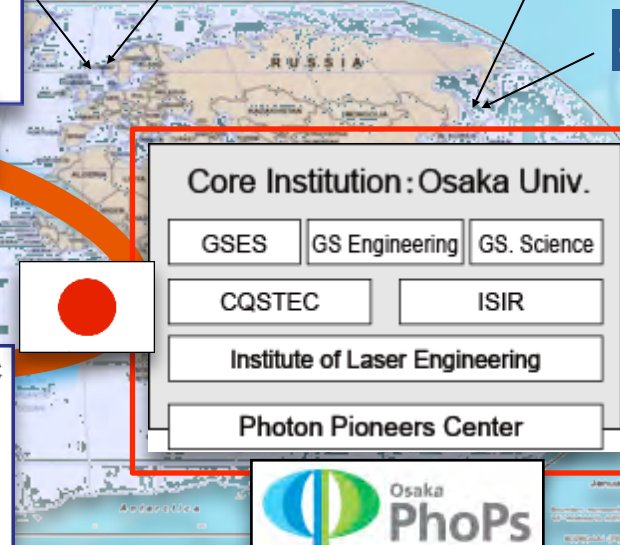 RUSSIA
Core Institution:Osaka Univ.
GSES
GS Engineering
GS. Science
CQSTEC
ISIR
Institute of Laser Engineering
Photon Pioneers Center
Antarctica
Osaka
PhoPs